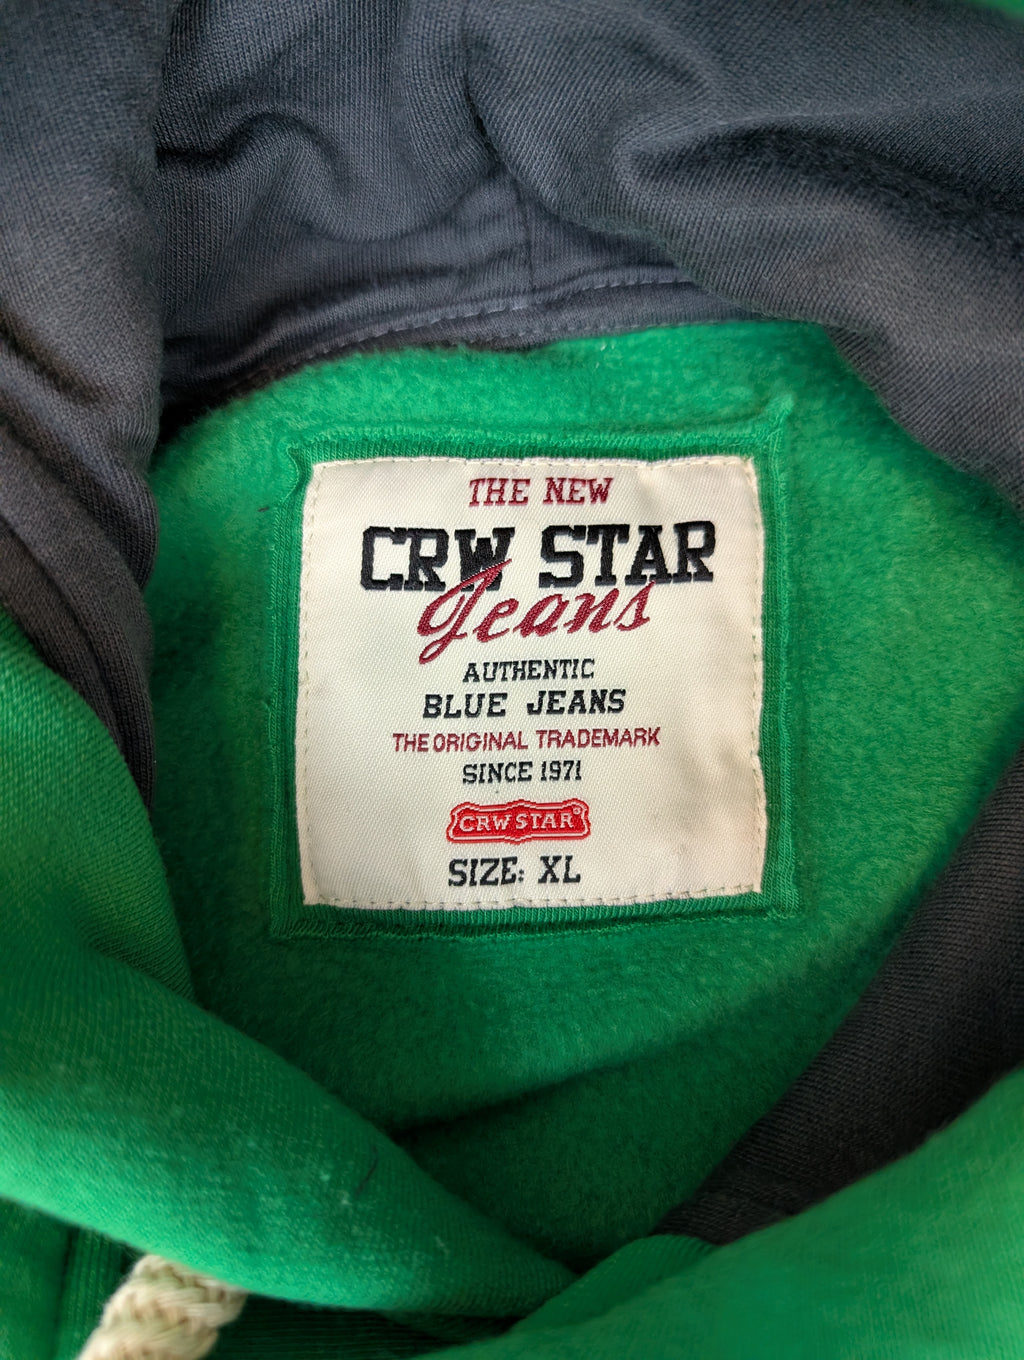 THE NEW
CRW STAR
Jeans
AUTHENTIC
BLUE JEANS
THE ORIGINAL TRADEMARK
SINCE 1971
CRW STAR®
SIZE: XL